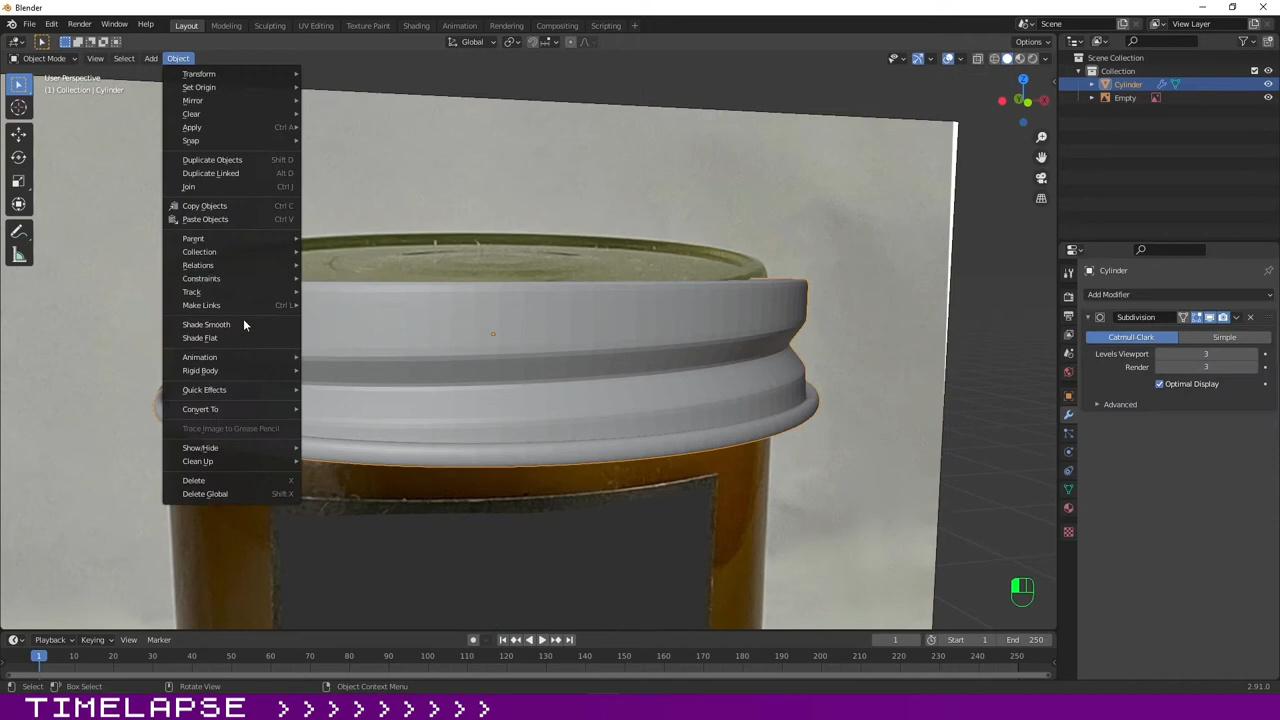 Blender
File Edit Render Window Help Layout Modeling Sculpting UV Editing Texture Paint Shading Animation Rendering Compositing Scripting + Scene View Layer
Global Options
Object Mode View Select Add Object
User Perspective
(1) Collection | Cylinder
Transform
Set Origin
Mirror
Clear
Apply Ctrl A
Snap
Duplicate Objects Shift D
Duplicate Linked Alt D
Join Ctrl J
Copy Objects Ctrl C
Paste Objects Ctrl V
Parent
Collection
Relations
Constraints
Track
Make Links Ctrl L
Shade Smooth
Shade Flat
Animation
Rigid Body
Quick Effects
Convert To
Trace Image to Grease Pencil
Show/Hide
Clean Up
Delete X
Delete Global Shift X
Z
X
Y
Scene Collection
Collection
Cylinder
Empty
Cylinder
Add Modifier
Subdivision
Catmull-Clark Simple
Levels Viewport 3
Render 3
Optimal Display
Advanced
Playback Keying View Marker 1 Start 1 End 250
1 10 20 30 40 50 60 70 80 90 100 110 120 130 140 150 160 170 180 190 200 210 220 230 240 250
Select Box Select Rotate View Object Context Menu 2.91.0
TIMELAPSE > > > > > > > >